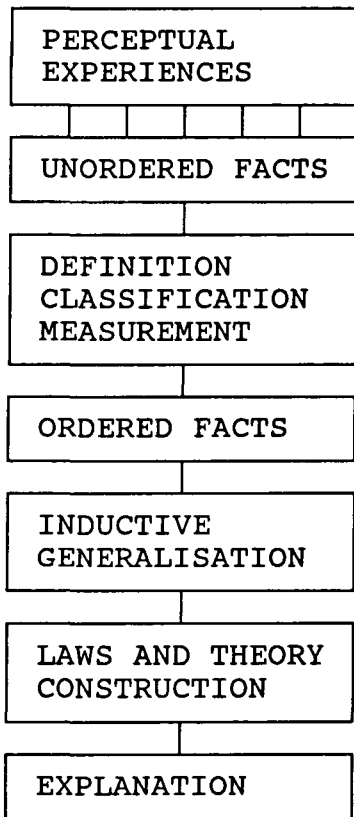 PERCEPTUAL
EXPERIENCES
UNORDERED FACTS
DEFINITION
CLASSIFICATION
MEASUREMENT
ORDERED FACTS
INDUCTIVE
GENERALISATION
LAWS AND THEORY
CONSTRUCTION
EXPLANATION